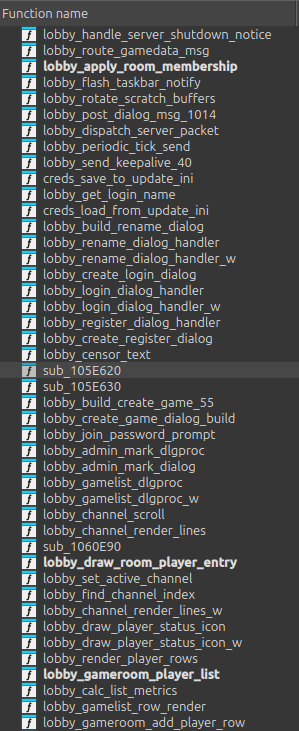 Function name
lobby_handle_server_shutdown_notice
lobby_route_gamedata_msg
lobby_apply_room_membership
lobby_flash_taskbar_notify
lobby_rotate_scratch_buffers
lobby_post_dialog_msg_1014
lobby_dispatch_server_packet
lobby_periodic_tick_send
lobby_send_keepalive_40
creds_save_to_update_ini
lobby_get_login_name
creds_load_from_update_ini
lobby_build_rename_dialog
lobby_rename_dialog_handler
lobby_rename_dialog_handler_w
lobby_create_login_dialog
lobby_login_dialog_handler
lobby_login_dialog_handler_w
lobby_register_dialog_handler
lobby_create_register_dialog
lobby_censor_text
sub_105E620
sub_105E630
lobby_build_create_game_55
lobby_create_game_dialog_build
lobby_join_password_prompt
lobby_admin_mark_dlgproc
lobby_admin_mark_dialog
lobby_gamelist_dlgproc
lobby_gamelist_dlgproc_w
lobby_channel_scroll
lobby_channel_render_lines
sub_1060E90
lobby_draw_room_player_entry
lobby_set_active_channel
lobby_find_channel_index
lobby_channel_render_lines_w
lobby_draw_player_status_icon
lobby_draw_player_status_icon_w
lobby_render_player_rows
lobby_gameroom_player_list
lobby_calc_list_metrics
lobby_gamelist_row_render
lobby_gameroom_add_player_row